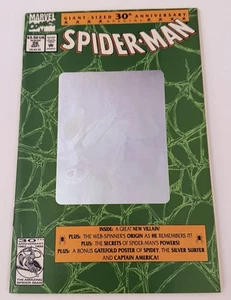 GIANT-SIZED 30th ANNIVERSARY
MARVEL
COMICS
SPIDER-MAN
INSIDE: A GREAT NEW VILLAIN!
PLUS: THE WEB-SPINNER'S ORIGIN AS HE REMEMBERS IT!
PLUS: THE SECRETS OF SPIDER-MAN'S POWERS!
PLUS: A BONUS GATEFOLD POSTER OF SPIDEY, THE SILVER SURFER
AND CAPTAIN AMERICA!